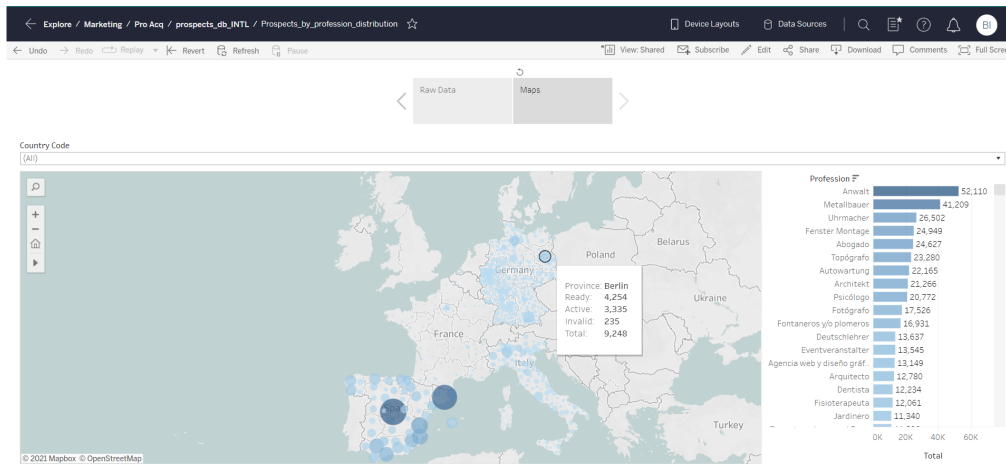 Explore / Marketing / Pro Acq / prospects_db_INTL / Prospects_by_profession_distribution
Device Layouts
Data Sources
BI
Undo
Redo
Replay
Revert
Refresh
Pause
View: Shared
Subscribe
Edit
Share
Download
Comments
Full Scre
Raw Data
Maps
Country Code
(All)
Poland
Belarus
Germany
Ukraine
France
Italy
Spain
Turkey
Province: Berlin
Ready: 4,254
Active: 3,335
Invalid: 235
Total: 9,248
© 2021 Mapbox © OpenStreetMap
Profession
Anwalt 52,110
Metallbauer 41,209
Uhrmacher 26,502
Fenster Montage 24,949
Abogado 24,627
Topógrafo 23,280
Autowartung 22,165
Architekt 21,266
Psicólogo 20,772
Fotógrafo 17,526
Fontaneros y/o plomeros 16,931
Deutschlehrer 13,637
Eventveranstalter 13,545
Agencia web y diseño gráf.. 13,149
Arquitecto 12,780
Dentista 12,234
Fisioterapeuta 12,061
Jardinero 11,340
0K 20K 40K 60K
Total